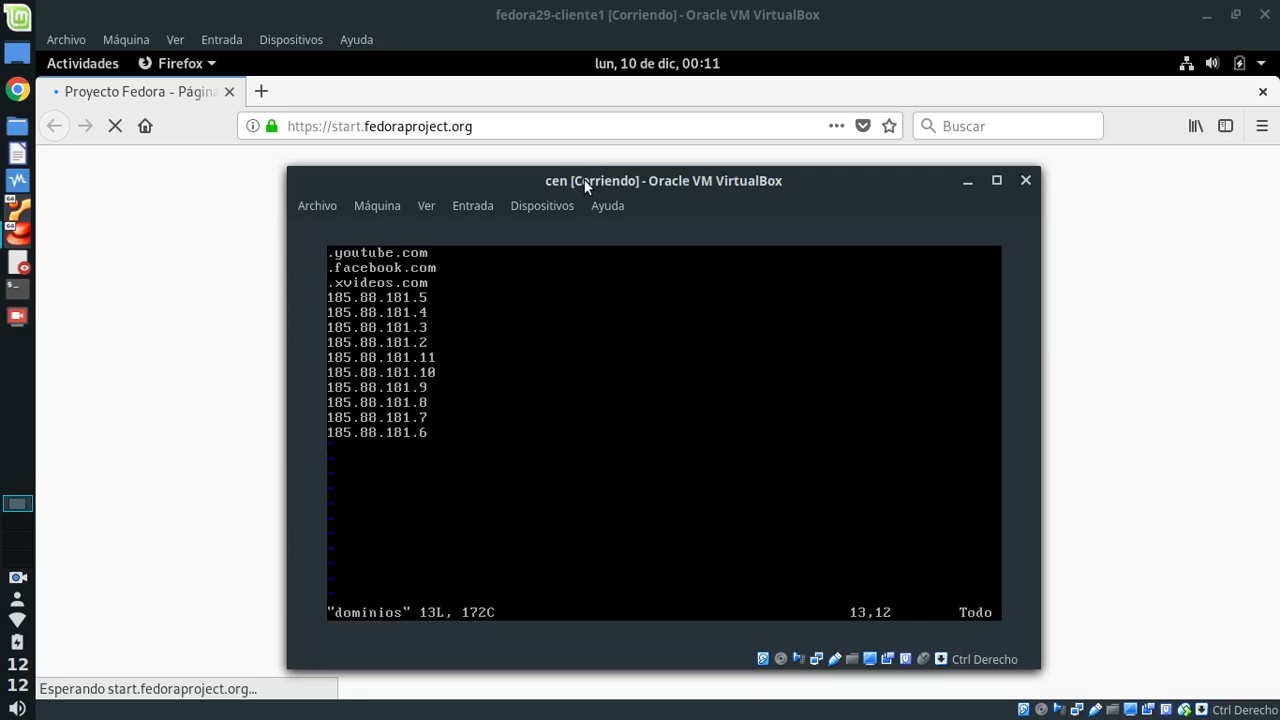 fedora29-cliente1 [Corriendo] - Oracle VM VirtualBox
Archivo Máquina Ver Entrada Dispositivos Ayuda
Actividades Firefox lun, 10 de dic, 00:11
Proyecto Fedora - Págin
https://start.fedoraproject.org Buscar
cen [Corriendo] - Oracle VM VirtualBox
Archivo Máquina Ver Entrada Dispositivos Ayuda
.youtube.com
.facebook.com
.xvideos.com
185.88.181.5
185.88.181.4
185.88.181.3
185.88.181.2
185.88.181.11
185.88.181.10
185.88.181.9
185.88.181.8
185.88.181.7
185.88.181.6
~
~
~
~
~
~
~
~
~
~
~
"dominios" 13L, 172C 13,12 Todo
Ctrl Derecho
12
12
Esperando start.fedoraproject.org...
Ctrl Derecho